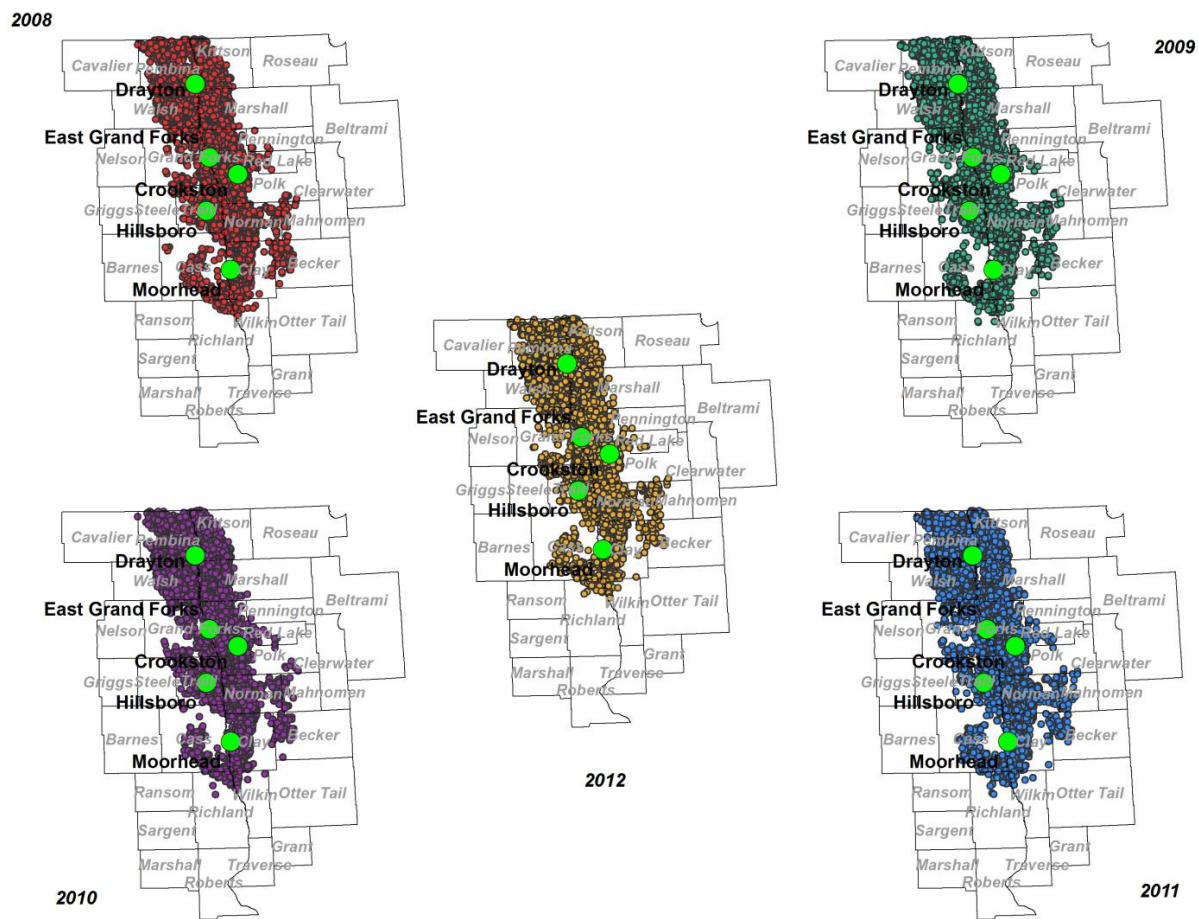 2008
Kittson
Cavalier
Roseau
Pembina
Drayton
Walsh
Marshall
Beltrami
East Grand Forks
Pennington
Nelson
Grand Forks
Red Lake
Polk
Crookston
Clearwater
Griggs
Steele
Traill
Norman
Mahnomen
Hillsboro
Barnes
Cass
Clay
Becker
Moorhead
Ransom
Wilkin
Otter Tail
Richland
Sargent
Grant
Marshall
Traverse
Roberts
2009
Kittson
Cavalier
Roseau
Pembina
Drayton
Walsh
Marshall
Beltrami
East Grand Forks
Pennington
Nelson
Grand Forks
Red Lake
Polk
Crookston
Clearwater
Griggs
Steele
Traill
Norman
Mahnomen
Hillsboro
Barnes
Cass
Clay
Becker
Moorhead
Ransom
Wilkin
Otter Tail
Richland
Sargent
Grant
Marshall
Traverse
Roberts
Kittson
Cavalier
Roseau
Pembina
Drayton
Walsh
Marshall
Beltrami
East Grand Forks
Pennington
Nelson
Grand Forks
Red Lake
Polk
Crookston
Clearwater
Griggs
Steele
Traill
Norman
Mahnomen
Hillsboro
Barnes
Cass
Clay
Becker
Moorhead
Ransom
Wilkin
Otter Tail
Richland
Sargent
Grant
Marshall
Traverse
Roberts
2012
Kittson
Cavalier
Roseau
Pembina
Drayton
Walsh
Marshall
Beltrami
East Grand Forks
Pennington
Nelson
Grand Forks
Red Lake
Polk
Crookston
Clearwater
Griggs
Steele
Traill
Norman
Mahnomen
Hillsboro
Barnes
Cass
Clay
Becker
Moorhead
Ransom
Wilkin
Otter Tail
Richland
Sargent
Grant
Marshall
Traverse
Roberts
2010
Kittson
Cavalier
Roseau
Pembina
Drayton
Walsh
Marshall
Beltrami
East Grand Forks
Pennington
Nelson
Grand Forks
Red Lake
Polk
Crookston
Clearwater
Griggs
Steele
Traill
Norman
Mahnomen
Hillsboro
Barnes
Cass
Clay
Becker
Moorhead
Ransom
Wilkin
Otter Tail
Richland
Sargent
Grant
Marshall
Traverse
Roberts
2011